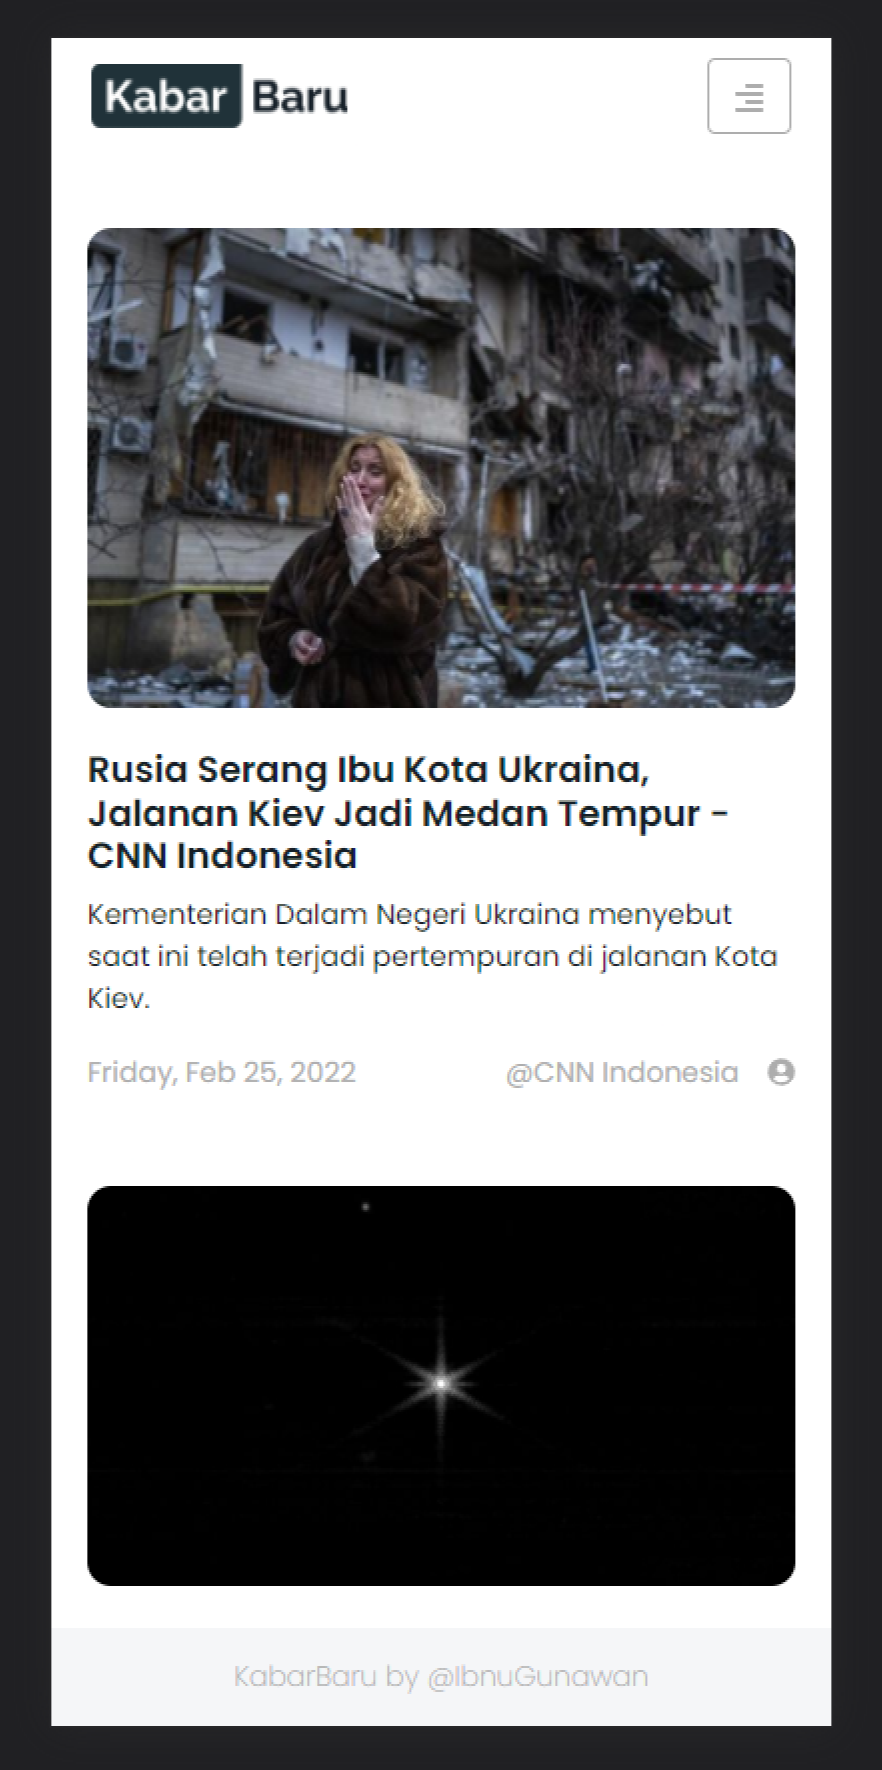 Kabar Baru
Rusia Serang Ibu Kota Ukraina,
Jalanan Kiev Jadi Medan Tempur -
CNN Indonesia
Kementerian Dalam Negeri Ukraina menyebut
saat ini telah terjadi pertempuran di jalanan Kota
Kiev.
Friday, Feb 25, 2022 @CNN Indonesia
KabarBaru by @IbnuGunawan